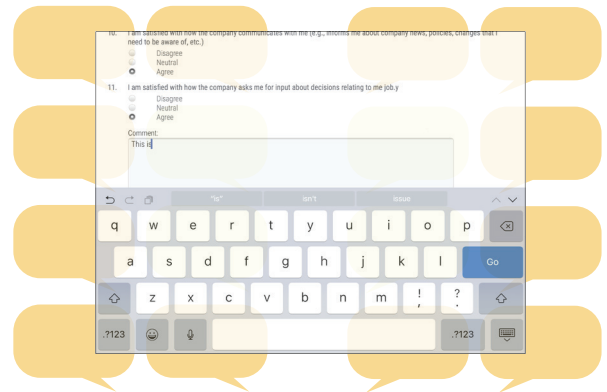 10. I am satisfied with how the company communicates with me (e.g., informs me about company news, policies, changes that I
need to be aware of, etc.)
Disagree
Neutral
Agree
11. I am satisfied with how the company asks me for input about decisions relating to me job.y
Disagree
Neutral
Agree
Comment:
This is
"is" isn't issue
q w e r t y u i o p
a s d f g h j k l Go
z x c v b n m ! , ? .
.?123 .?123